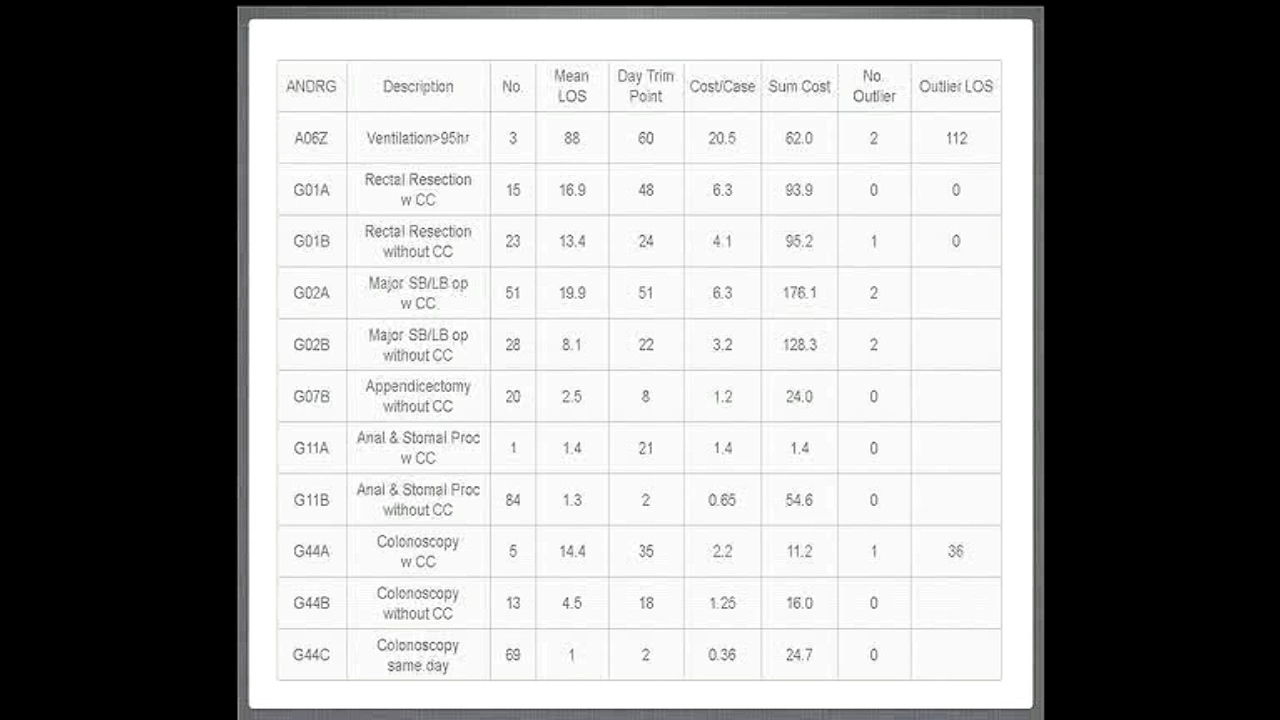 ANDRG Description No. Mean LOS Day Trim Point Cost/Case Sum Cost No. Outlier Outlier LOS
A06Z Ventilation>95hr 3 88 60 20.5 62.0 2 112
G01A Rectal Resection w CC 15 16.9 48 6.3 93.9 0 0
G01B Rectal Resection without CC 23 13.4 24 4.1 95.2 1 0
G02A Major SB/LB op w CC 51 19.9 51 6.3 176.1 2
G02B Major SB/LB op without CC 28 8.1 22 3.2 128.3 2
G07B Appendicectomy without CC 20 2.5 8 1.2 24.0 0
G11A Anal & Stomal Proc w CC 1 1.4 21 1.4 1.4 0
G11B Anal & Stomal Proc without CC 84 1.3 2 0.65 54.6 0
G44A Colonoscopy w CC 5 14.4 35 2.2 11.2 1 36
G44B Colonoscopy without CC 13 4.5 18 1.25 16.0 0
G44C Colonoscopy same day 69 1 2 0.36 24.7 0